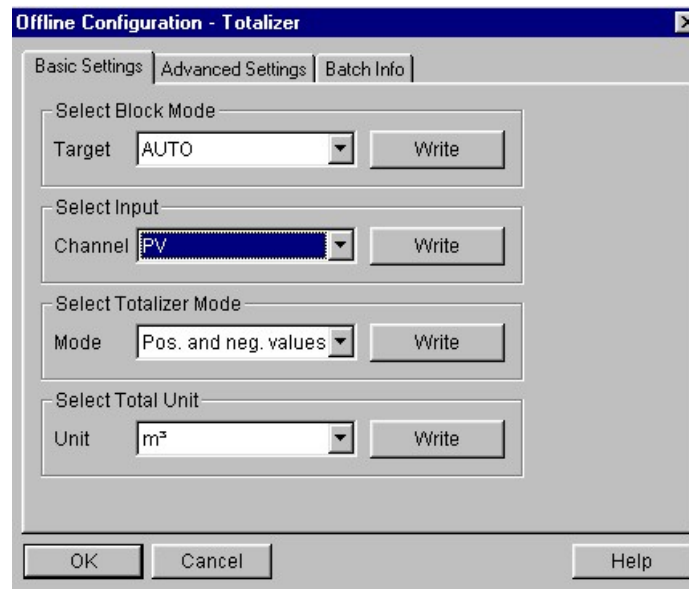 Offline Configuration - Totalizer
Basic Settings Advanced Settings Batch Info
Select Block Mode
Target AUTO Write
Select Input
Channel PV Write
Select Totalizer Mode
Mode Pos. and neg. values Write
Select Total Unit
Unit m³ Write
OK Cancel Help